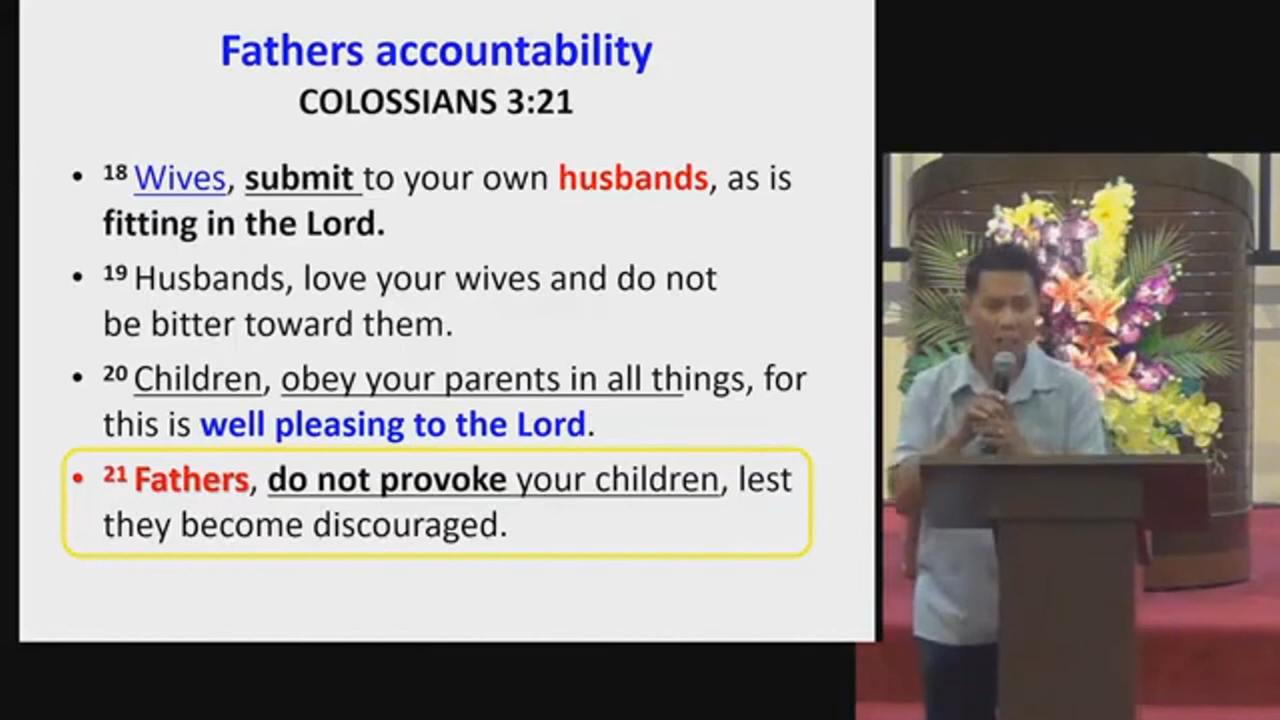 Fathers accountability
COLOSSIANS 3:21
• 18 Wives, submit to your own husbands, as is
fitting in the Lord.
• 19 Husbands, love your wives and do not
be bitter toward them.
• 20 Children, obey your parents in all things, for
this is well pleasing to the Lord.
• 21 Fathers, do not provoke your children, lest
they become discouraged.